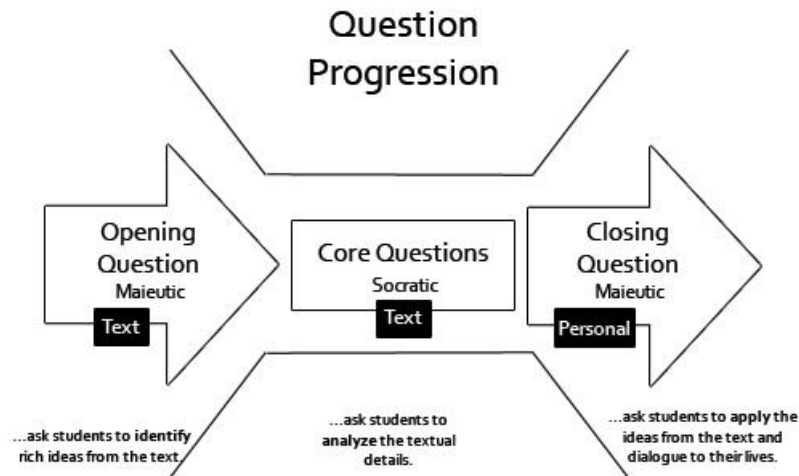 Question
Progression
Opening
Question
Maieutic
Text
Core Questions
Socratic
Text
Closing
Question
Maieutic
Personal
...ask students to identify
rich ideas from the text.
...ask students to
analyze the textual
details.
...ask students to apply the
ideas from the text and
dialogue to their lives.